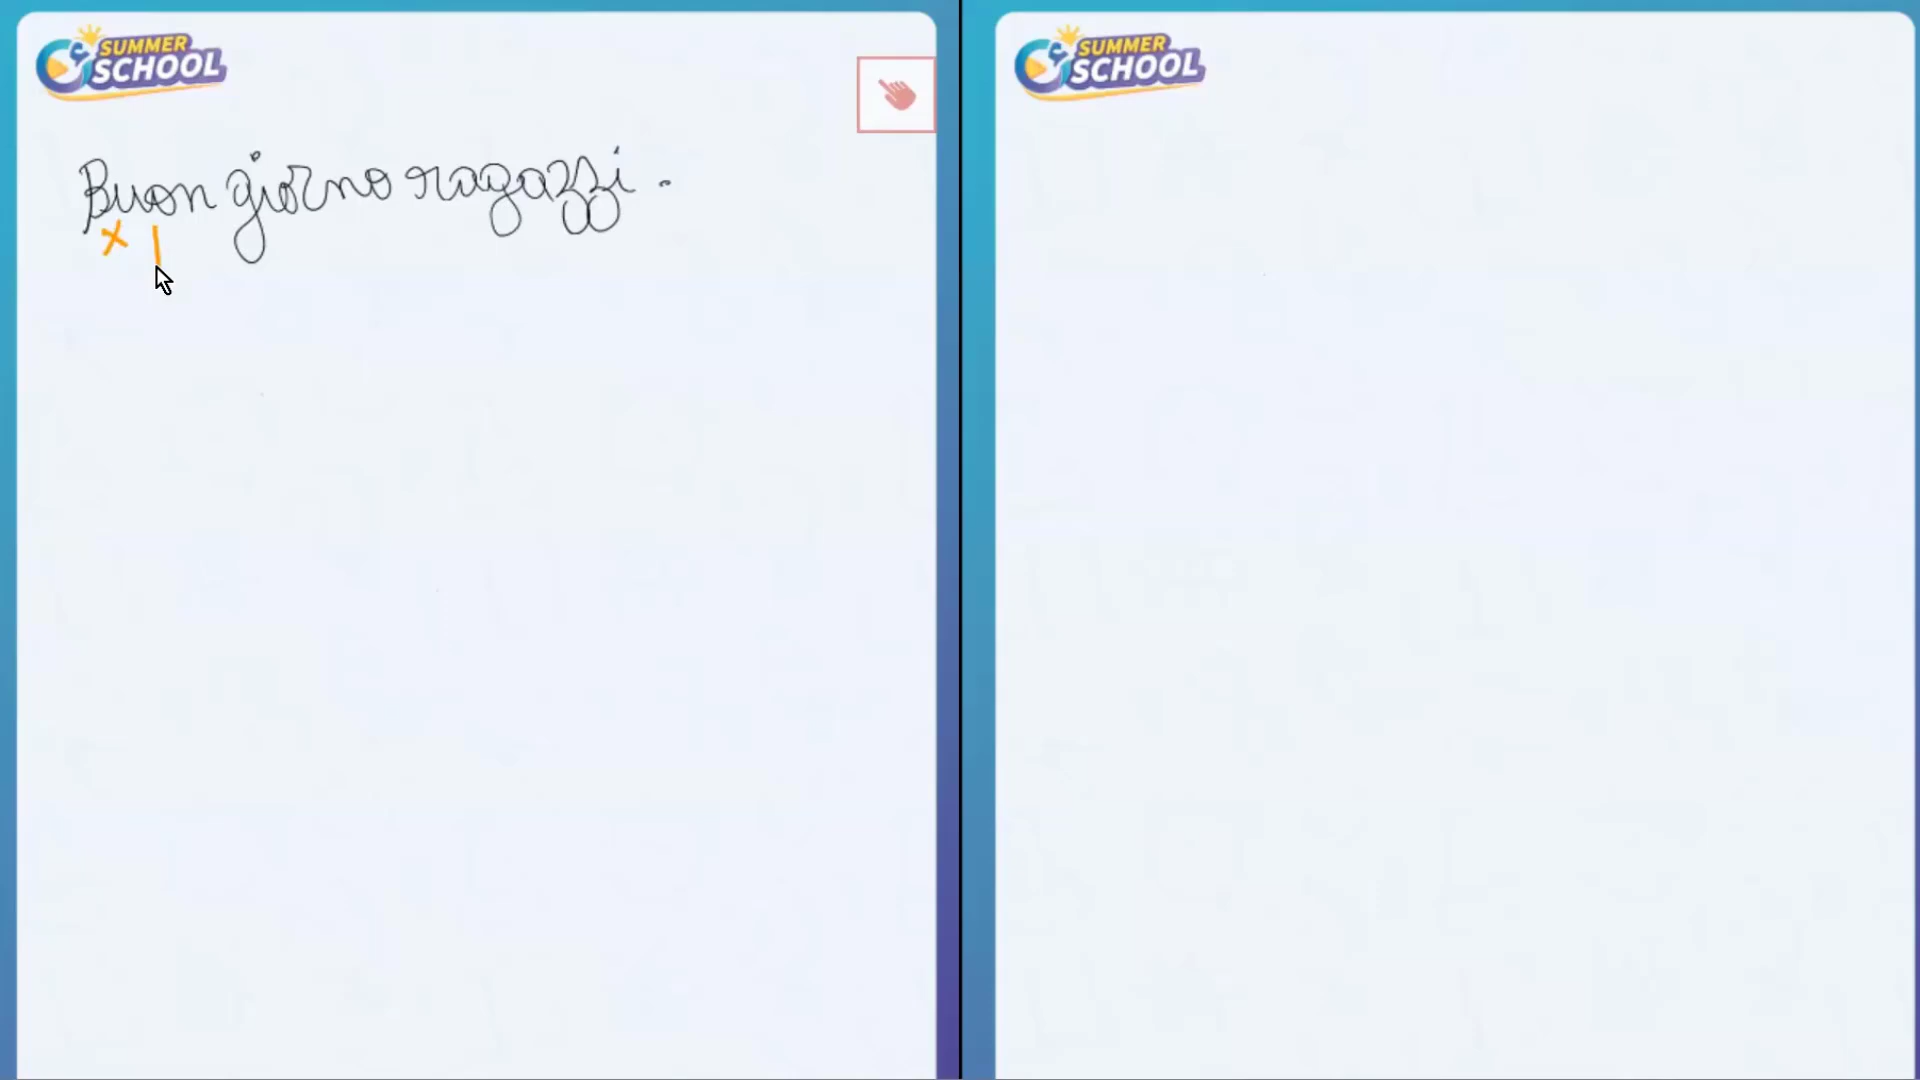 SUMMER
SCHOOL
Buon giorno ragazzi.
x |
SUMMER
SCHOOL